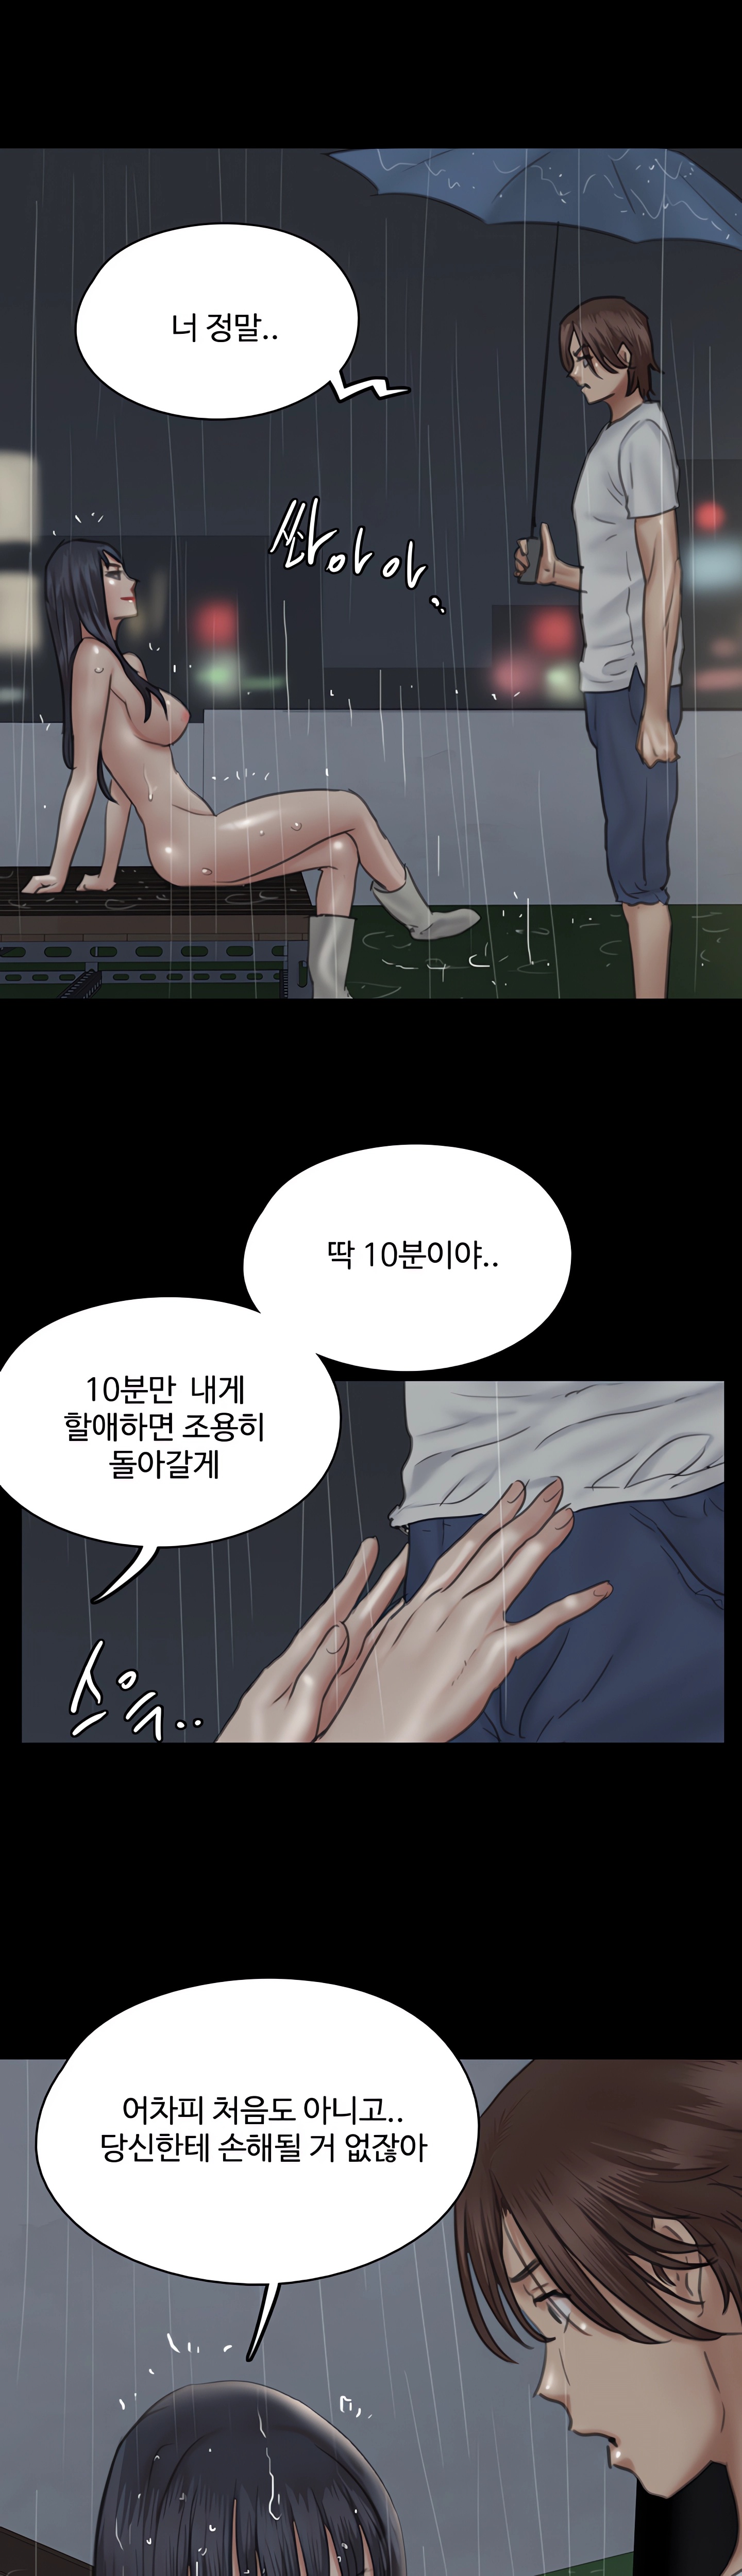 너 정말..
쏴아아
딱 10분이야..
10분만 내게
할애하면 조용히
돌아갈게
스윽..
어차피 처음도 아니고..
당신한테 손해될 거 없잖아